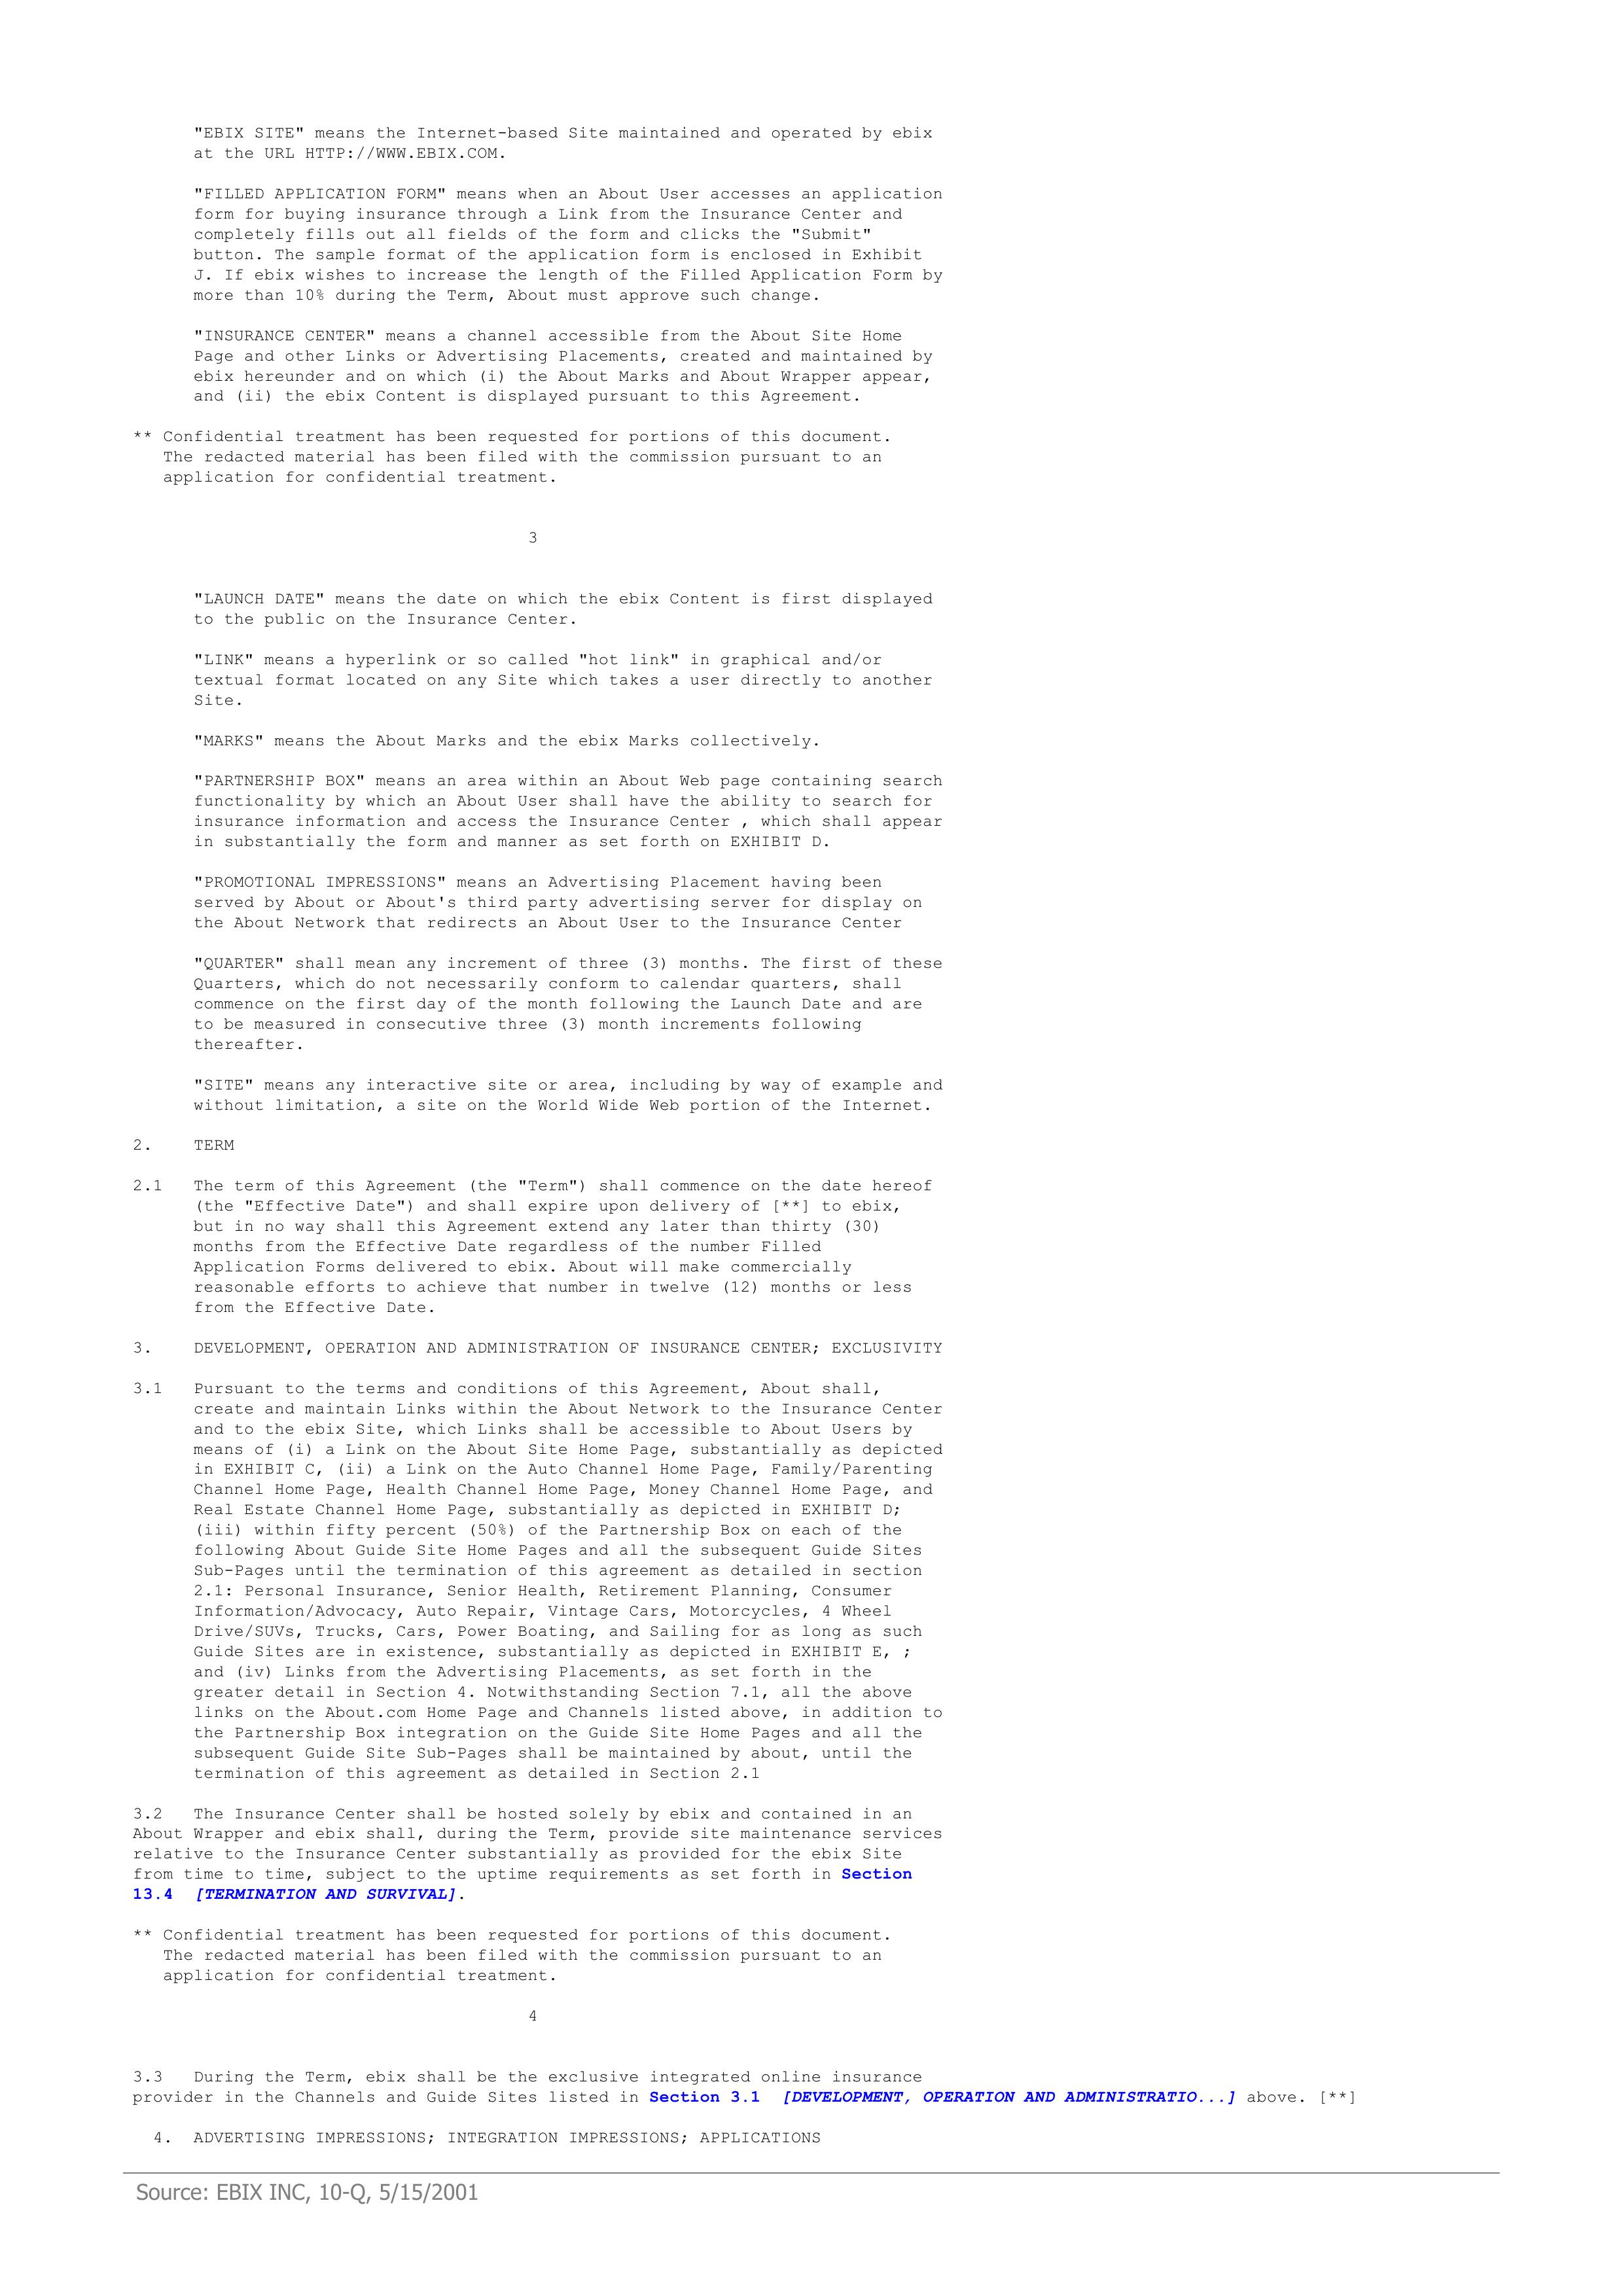 "EBIX SITE" means the Internet-based Site maintained and operated by ebix
at the URL HTTP://WWW.EBIX.COM.
"FILLED APPLICATION FORM" means when an About User accesses an application
form for buying insurance through a Link from the Insurance Center and
completely fills out all fields of the form and clicks the "Submit"
button. The sample format of the application form is enclosed in Exhibit
J. If ebix wishes to increase the length of the Filled Application Form by
more than 10% during the Term, About must approve such change.
"INSURANCE CENTER" means a channel accessible from the About Site Home
Page and other Links or Advertising Placements, created and maintained by
ebix hereunder and on which (i) the About Marks and About Wrapper appear,
and (ii) the ebix Content is displayed pursuant to this Agreement.
** Confidential treatment has been requested for portions of this document.
The redacted material has been filed with the commission pursuant to an
application for confidential treatment.
3
"LAUNCH DATE" means the date on which the ebix Content is first displayed
to the public on the Insurance Center.
"LINK" means a hyperlink or so called "hot link" in graphical and/or
textual format located on any Site which takes a user directly to another
Site.
"MARKS" means the About Marks and the ebix Marks collectively.
"PARTNERSHIP BOX" means an area within an About Web page containing search
functionality by which an About User shall have the ability to search for
insurance information and access the Insurance Center , which shall appear
in substantially the form and manner as set forth on EXHIBIT D.
"PROMOTIONAL IMPRESSIONS" means an Advertising Placement having been
served by About or About's third party advertising server for display on
the About Network that redirects an About User to the Insurance Center
"QUARTER" shall mean any increment of three (3) months. The first of these
Quarters, which do not necessarily conform to calendar quarters, shall
commence on the first day of the month following the Launch Date and are
to be measured in consecutive three (3) month increments following
thereafter.
"SITE" means any interactive site or area, including by way of example and
without limitation, a site on the World Wide Web portion of the Internet.
2. TERM
2.1 The term of this Agreement (the "Term") shall commence on the date hereof
(the "Effective Date") and shall expire upon delivery of [**] to ebix,
but in no way shall this Agreement extend any later than thirty (30)
months from the Effective Date regardless of the number Filled
Application Forms delivered to ebix. About will make commercially
reasonable efforts to achieve that number in twelve (12) months or less
from the Effective Date.
3. DEVELOPMENT, OPERATION AND ADMINISTRATION OF INSURANCE CENTER; EXCLUSIVITY
3.1 Pursuant to the terms and conditions of this Agreement, About shall,
create and maintain Links within the About Network to the Insurance Center
and to the ebix Site, which Links shall be accessible to About Users by
means of (i) a Link on the About Site Home Page, substantially as depicted
in EXHIBIT C, (ii) a Link on the Auto Channel Home Page, Family/Parenting
Channel Home Page, Health Channel Home Page, Money Channel Home Page, and
Real Estate Channel Home Page, substantially as depicted in EXHIBIT D;
(iii) within fifty percent (50%) of the Partnership Box on each of the
following About Guide Site Home Pages and all the subsequent Guide Sites
Sub-Pages until the termination of this agreement as detailed in section
2.1: Personal Insurance, Senior Health, Retirement Planning, Consumer
Information/Advocacy, Auto Repair, Vintage Cars, Motorcycles, 4 Wheel
Drive/SUVs, Trucks, Cars, Power Boating, and Sailing for as long as such
Guide Sites are in existence, substantially as depicted in EXHIBIT E, ;
and (iv) Links from the Advertising Placements, as set forth in the
greater detail in Section 4. Notwithstanding Section 7.1, all the above
links on the About.com Home Page and Channels listed above, in addition to
the Partnership Box integration on the Guide Site Home Pages and all the
subsequent Guide Site Sub-Pages shall be maintained by about, until the
termination of this agreement as detailed in Section 2.1
3.2 The Insurance Center shall be hosted solely by ebix and contained in an
About Wrapper and ebix shall, during the Term, provide site maintenance services
relative to the Insurance Center substantially as provided for the ebix Site
from time to time, subject to the uptime requirements as set forth in Section
13.4 [TERMINATION AND SURVIVAL].
** Confidential treatment has been requested for portions of this document.
The redacted material has been filed with the commission pursuant to an
application for confidential treatment.
4
3.3 During the Term, ebix shall be the exclusive integrated online insurance
provider in the Channels and Guide Sites listed in Section 3.1 [DEVELOPMENT, OPERATION AND ADMINISTRATIO...] above. [**]
4. ADVERTISING IMPRESSIONS; INTEGRATION IMPRESSIONS; APPLICATIONS
Source: EBIX INC, 10-Q, 5/15/2001